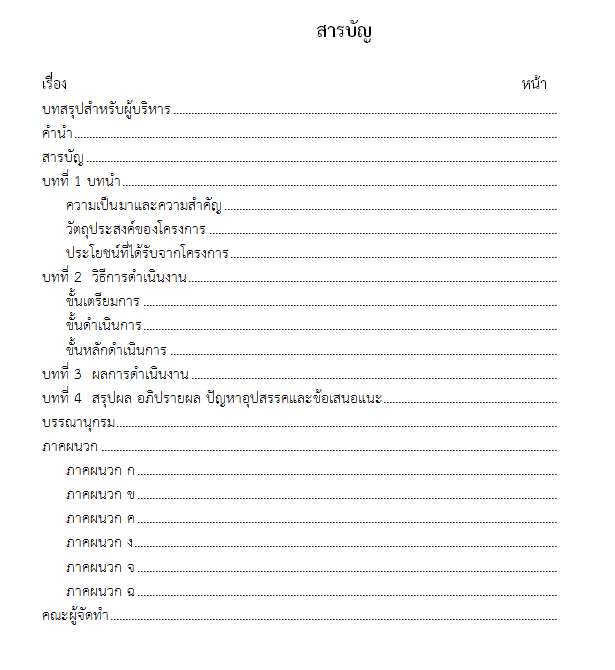 สารบัญ
เรื่อง หน้า
บทสรุปสำหรับผู้บริหาร
คำนำ
สารบัญ
บทที่ 1 บทนำ
ความเป็นมาและความสำคัญ
วัตถุประสงค์ของโครงการ
ประโยชน์ที่ได้รับจากโครงการ
บทที่ 2 วิธีการดำเนินงาน
ขั้นเตรียมการ
ขั้นดำเนินการ
ขั้นหลักดำเนินการ
บทที่ 3 ผลการดำเนินงาน
บทที่ 4 สรุปผล อภิปรายผล ปัญหาอุปสรรคและข้อเสนอแนะ
บรรณานุกรม
ภาคผนวก
ภาคผนวก ก
ภาคผนวก ข
ภาคผนวก ค
ภาคผนวก ง
ภาคผนวก จ
ภาคผนวก ฉ
คณะผู้จัดทำ